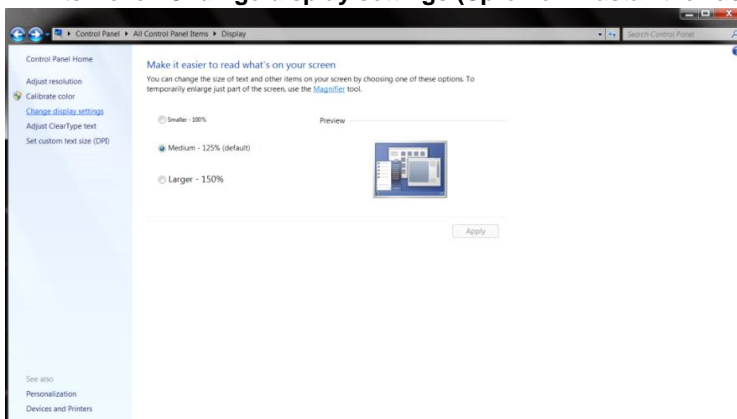 Control Panel ▸ All Control Panel Items ▸ Display
Search Control Panel
Control Panel Home
Adjust resolution
Calibrate color
Change display settings
Adjust ClearType text
Set custom text size (DPI)
Make it easier to read what's on your screen
You can change the size of text and other items on your screen by choosing one of these options. To
temporarily enlarge just part of the screen, use the Magnifier tool.
Smaller - 100%
Preview
Medium - 125% (default)
Larger - 150%
Apply
See also
Personalization
Devices and Printers